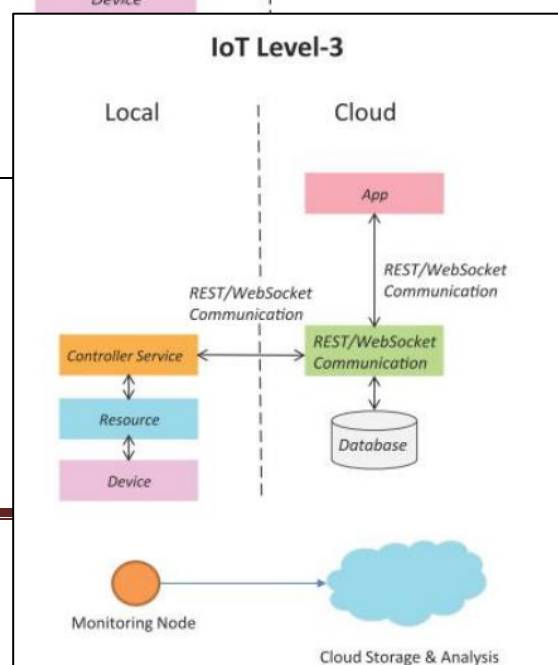 Device
IoT Level-3
Local
Cloud
App
REST/WebSocket
Communication
REST/WebSocket
Communication
Controller Service
REST/WebSocket
Communication
Resource
Database
Device
Monitoring Node
Cloud Storage & Analysis